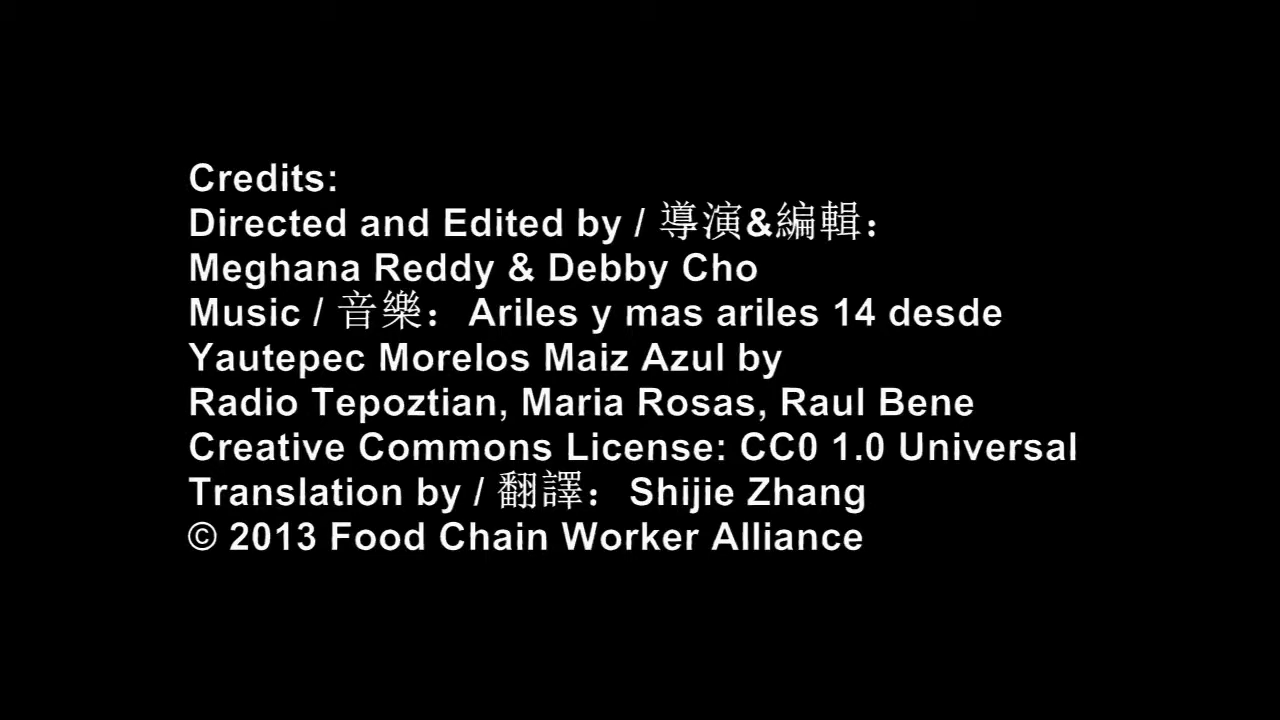 Credits:
Directed and Edited by / 導演&編輯：
Meghana Reddy & Debby Cho
Music / 音樂：Ariles y mas ariles 14 desde
Yautepec Morelos Maiz Azul by
Radio Tepoztian, Maria Rosas, Raul Bene
Creative Commons License: CC0 1.0 Universal
Translation by / 翻譯：Shijie Zhang
© 2013 Food Chain Worker Alliance